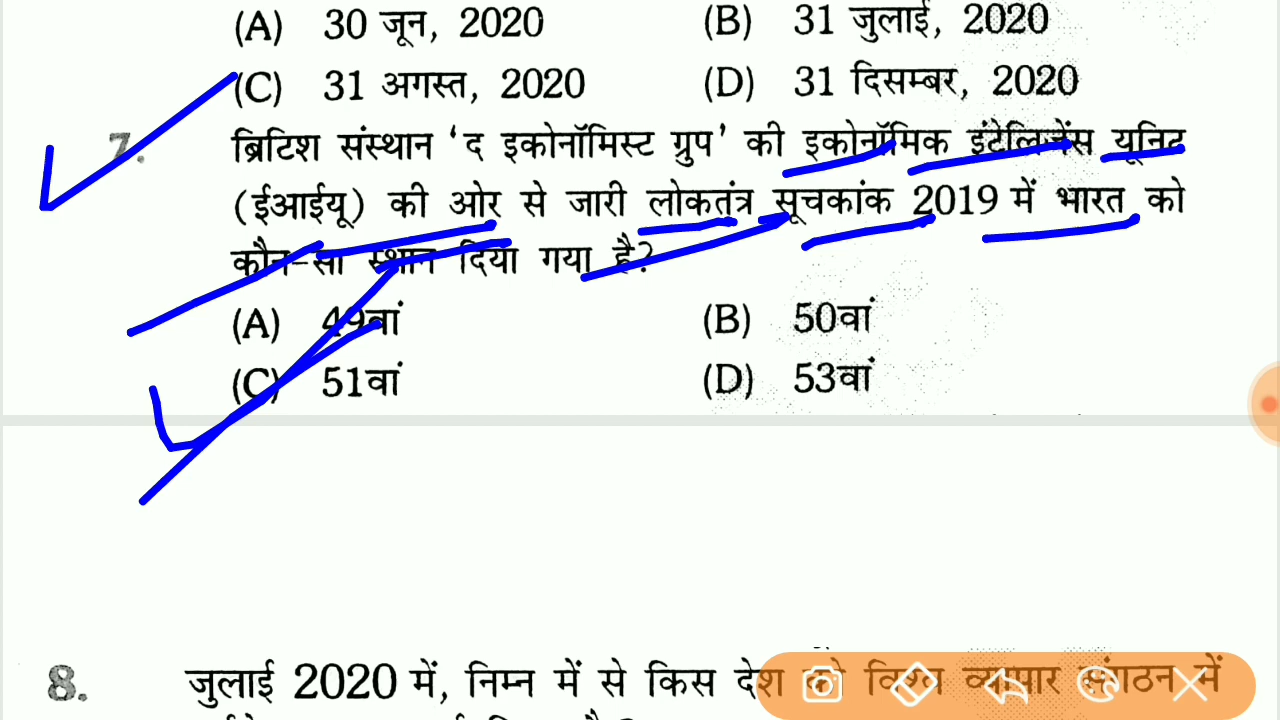 (A) 30 जून, 2020 (B) 31 जुलाई, 2020
(C) 31 अगस्त, 2020 (D) 31 दिसम्बर, 2020
7. ब्रिटिश संस्थान ‘द इकोनॉमिस्ट ग्रुप’ की इकोनॉमिक इंटेलिजेंस यूनिट
(ईआईयू) की ओर से जारी लोकतंत्र सूचकांक 2019 में भारत को
कौन-सा स्थान दिया गया है?
(A) 49वां (B) 50वां
(C) 51वां (D) 53वां
8. जुलाई 2020 में, निम्न में से किस देश को विश्व व्यापार संगठन में